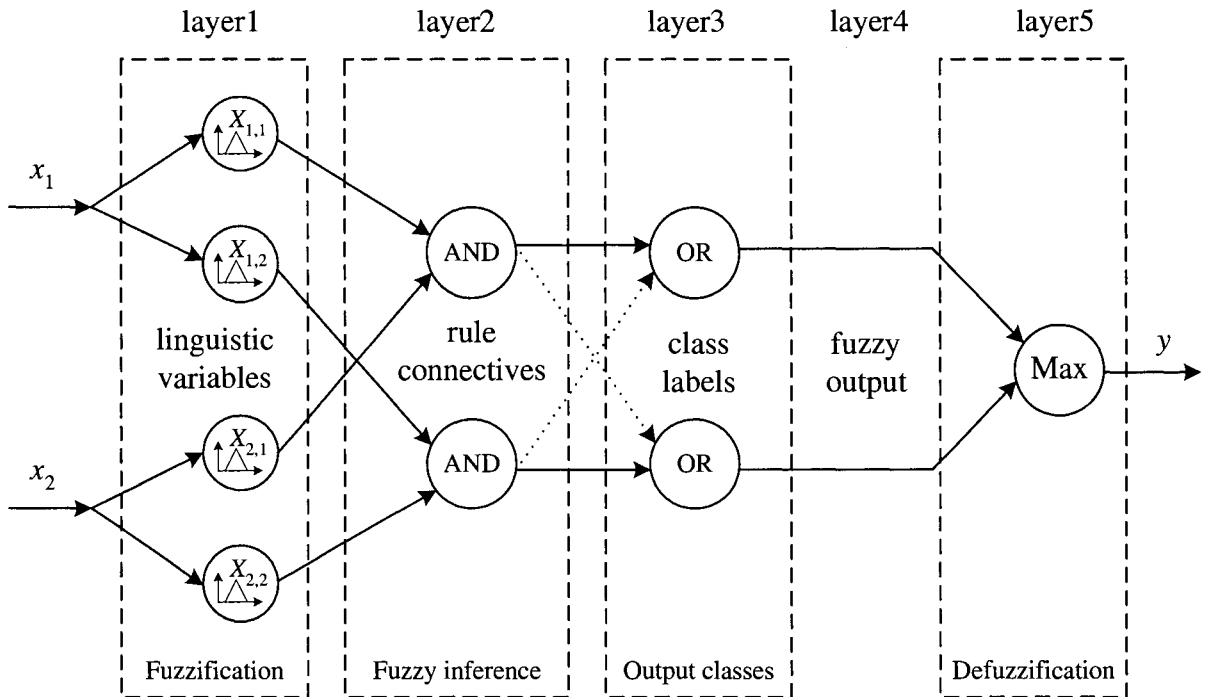 layer1 layer2 layer3 layer4 layer5
X1,1
x1
X1,2
AND
OR
linguistic
variables
rule
connectives
class
labels
fuzzy
output
Max
y
X2,1
x2
AND
OR
X2,2
Fuzzification
Fuzzy inference
Output classes
Defuzzification